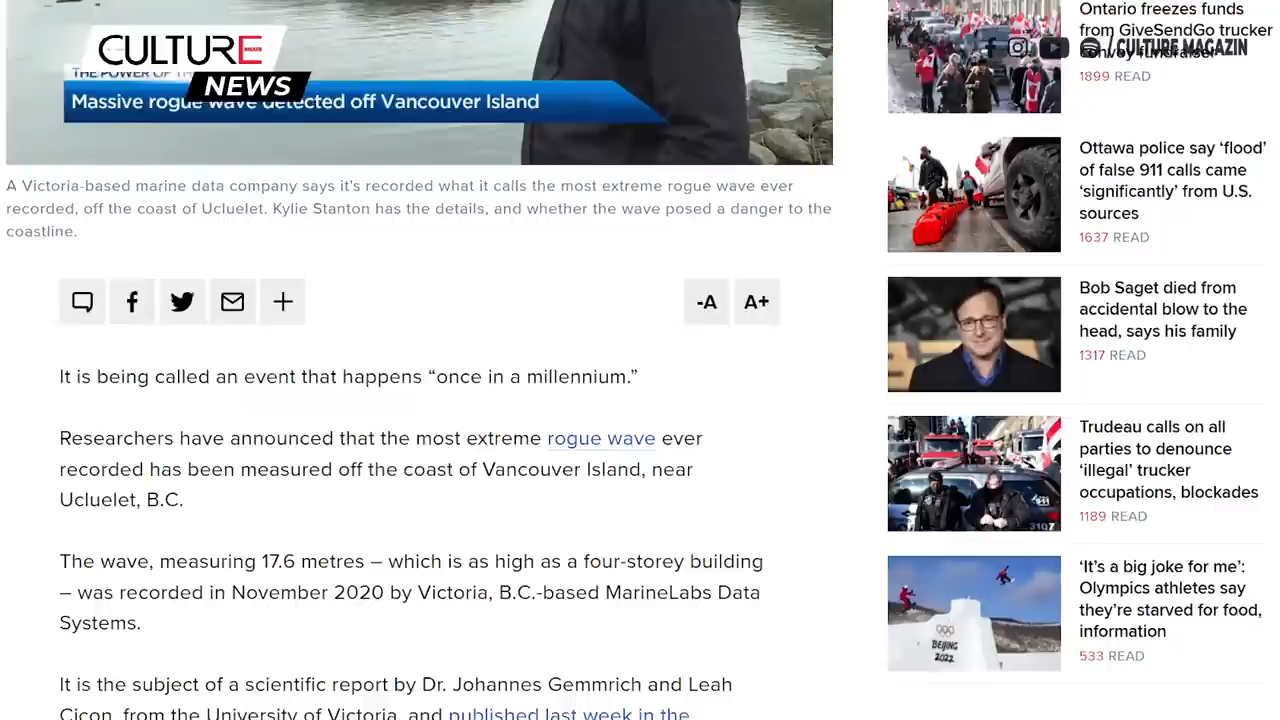 CULTURE
NEWS
THE POWER OF TH
Massive rogue wave detected off Vancouver Island
A Victoria-based marine data company says it's recorded what it calls the most extreme rogue wave ever
recorded, off the coast of Ucluelet. Kylie Stanton has the details, and whether the wave posed a danger to the
coastline.
-A
A+
It is being called an event that happens “once in a millennium.”
Researchers have announced that the most extreme rogue wave ever
recorded has been measured off the coast of Vancouver Island, near
Ucluelet, B.C.
The wave, measuring 17.6 metres – which is as high as a four-storey building
– was recorded in November 2020 by Victoria, B.C.-based MarineLabs Data
Systems.
It is the subject of a scientific report by Dr. Johannes Gemmrich and Leah
Cicon, from the University of Victoria, and published last week in the
Ontario freezes funds
from GiveSendGo trucker
convoy fundraiser
/ CULTURE MAGAZIN
1899 READ
Ottawa police say ‘flood’
of false 911 calls came
‘significantly’ from U.S.
sources
1637 READ
Bob Saget died from
accidental blow to the
head, says his family
1317 READ
Trudeau calls on all
parties to denounce
‘illegal’ trucker
occupations, blockades
1189 READ
3107
‘It’s a big joke for me’:
Olympics athletes say
they’re starved for food,
information
533 READ
BEIJING
2022